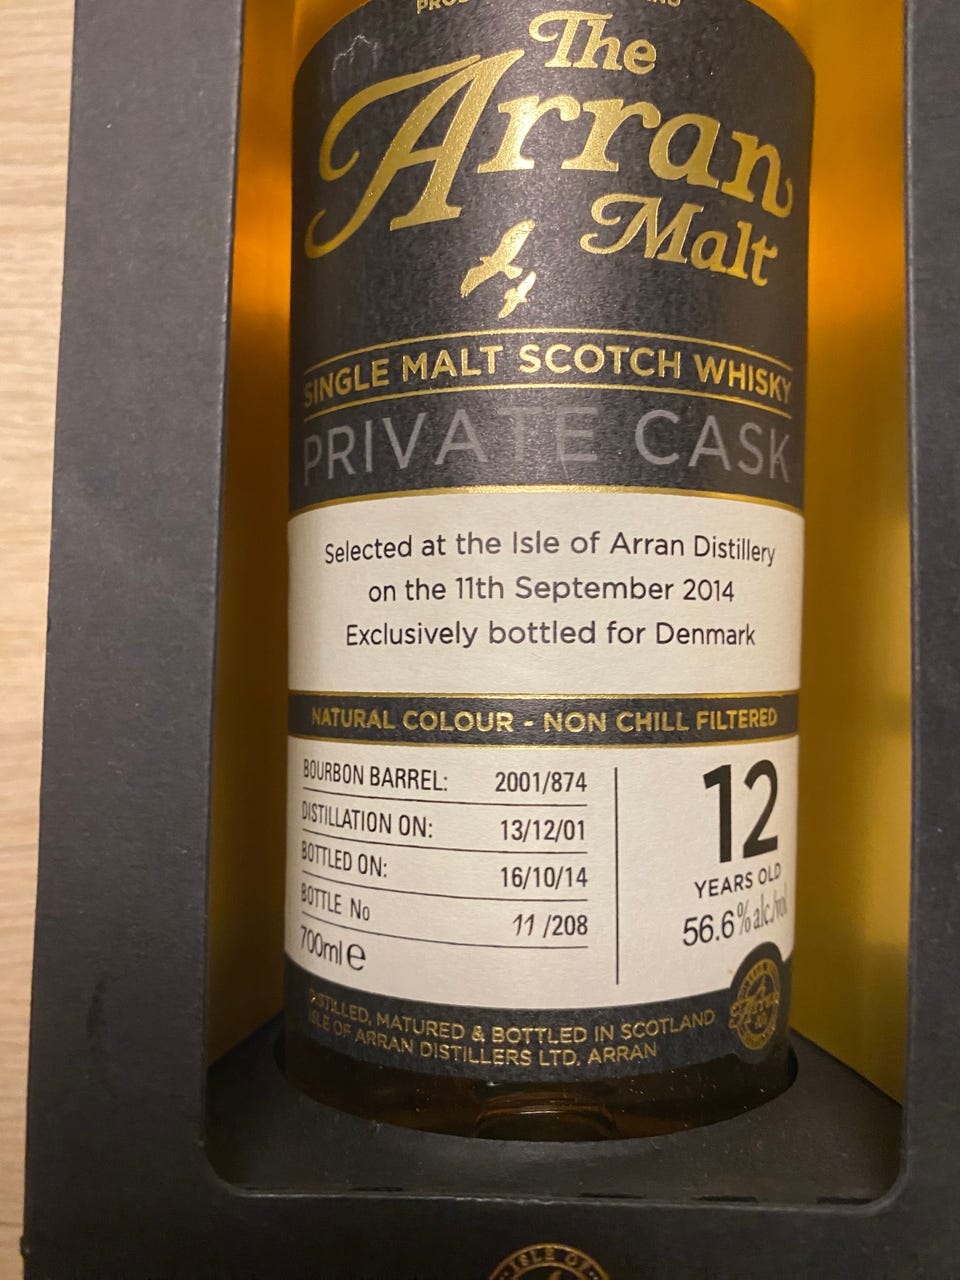 The
Arran
Malt
SINGLE MALT SCOTCH WHISKY
PRIVATE CASK
Selected at the Isle of Arran Distillery
on the 11th September 2014
Exclusively bottled for Denmark
NATURAL COLOUR - NON CHILL FILTERED
BOURBON BARREL: 2001/874
DISTILLATION ON: 13/12/01
BOTTLED ON: 16/10/14
BOTTLE No 11 /208
700ml e
12
YEARS OLD
56.6% alc./vol
DISTILLED, MATURED & BOTTLED IN SCOTLAND
ISLE OF ARRAN DISTILLERS LTD, ARRAN
Arran
ISLE OF